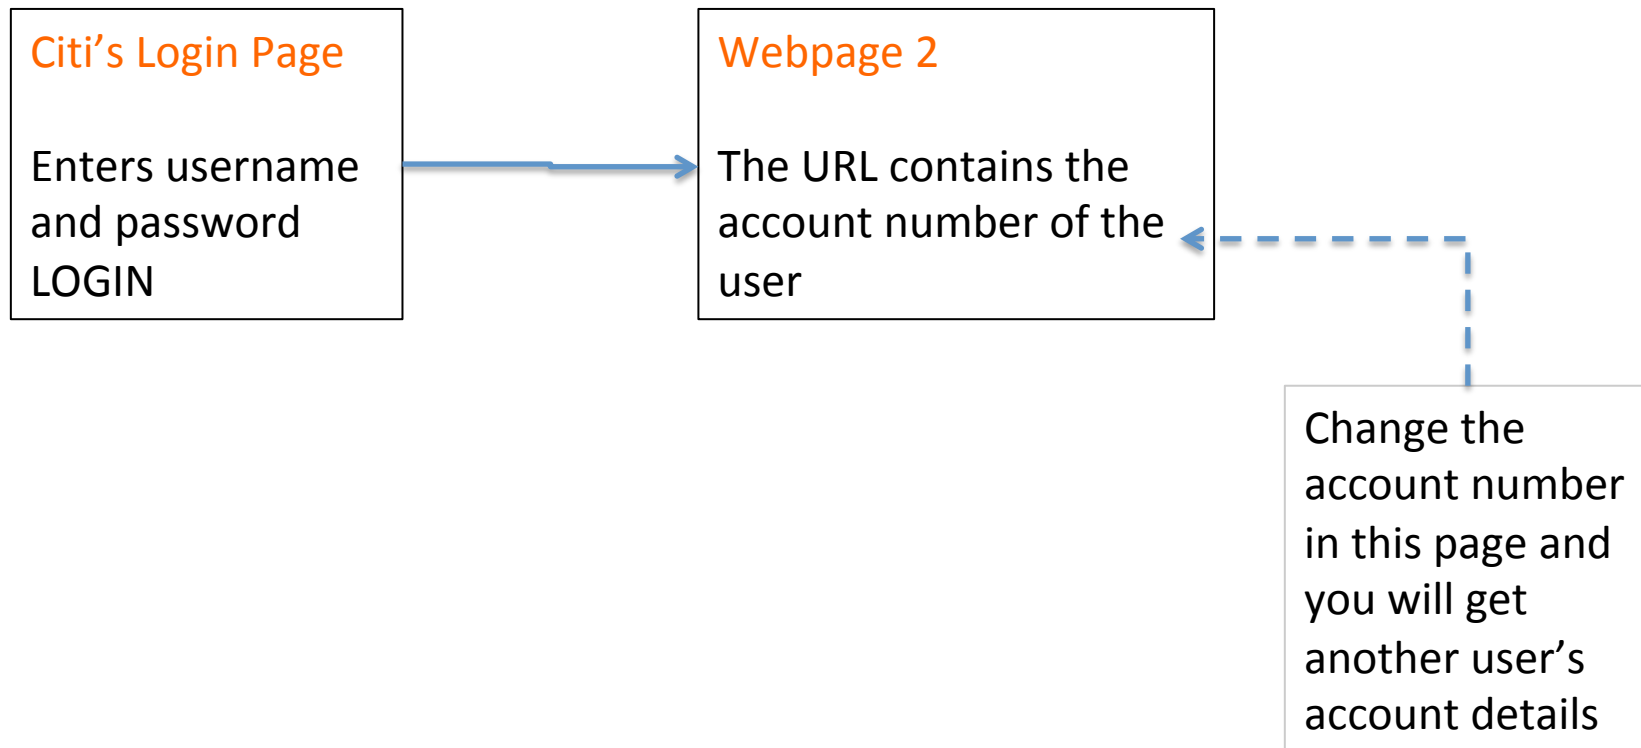 Citi’s Login Page
Enters username
and password
LOGIN
Webpage 2
The URL contains the
account number of the
user
Change the
account number
in this page and
you will get
another user’s
account details